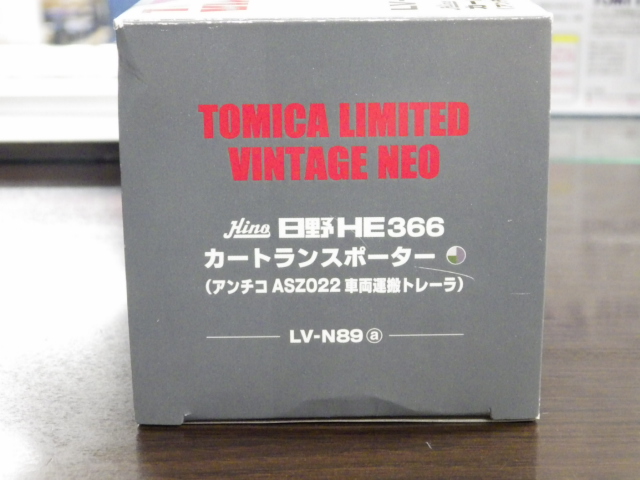 TOMICA LIMITED
VINTAGE NEO
Hino 日野HE366
カートランスポーター
(アンチコ ASZ022 車両運搬トレーラ)
LV-N89 ⓐ